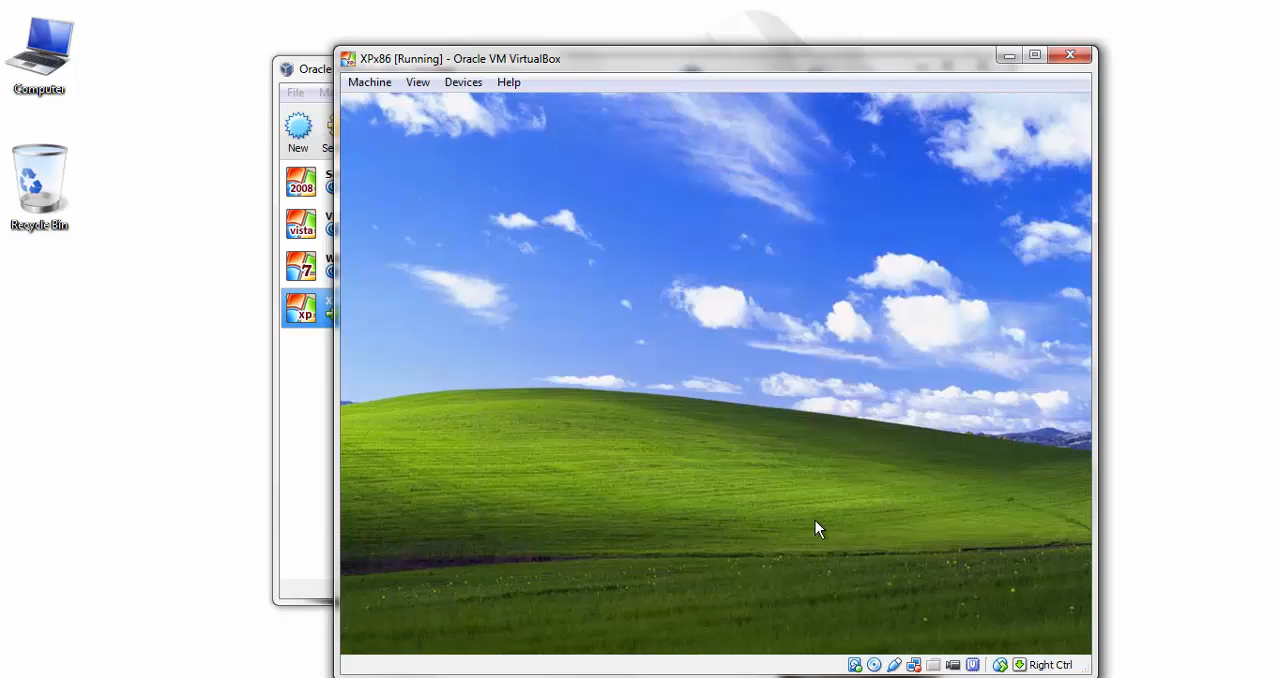 Computer
Recycle Bin
Oracle
File
New
2008
vista
7
xp
XPx86 [Running] - Oracle VM VirtualBox
Machine View Devices Help
Right Ctrl